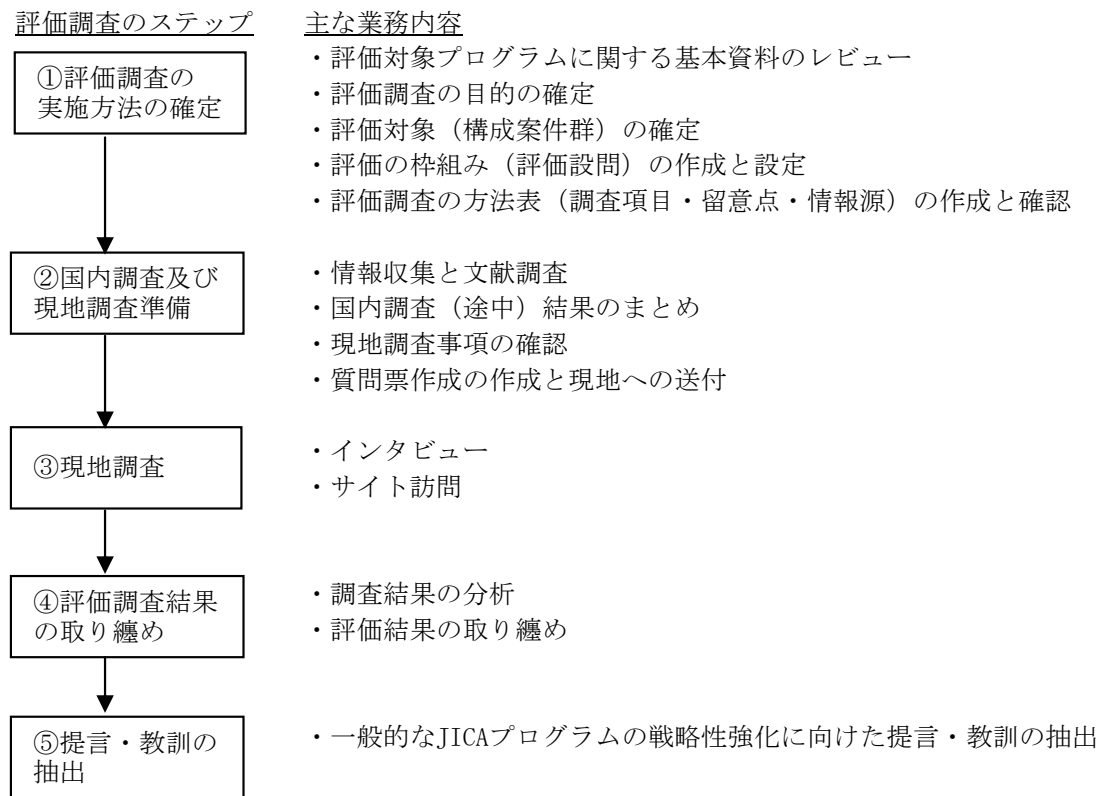 評価調査のステップ 主な業務内容
①評価調査の
実施方法の確定
・評価対象プログラムに関する基本資料のレビュー
・評価調査の目的の確定
・評価対象（構成案件群）の確定
・評価の枠組み（評価設問）の作成と設定
・評価調査の方法表（調査項目・留意点・情報源）の作成と確認
②国内調査及び
現地調査準備
・情報収集と文献調査
・国内調査（途中）結果のまとめ
・現地調査事項の確認
・質問票作成の作成と現地への送付
③現地調査
・インタビュー
・サイト訪問
④評価調査結果
の取り纏め
・調査結果の分析
・評価結果の取り纏め
⑤提言・教訓の
抽出
・一般的なJICAプログラムの戦略性強化に向けた提言・教訓の抽出